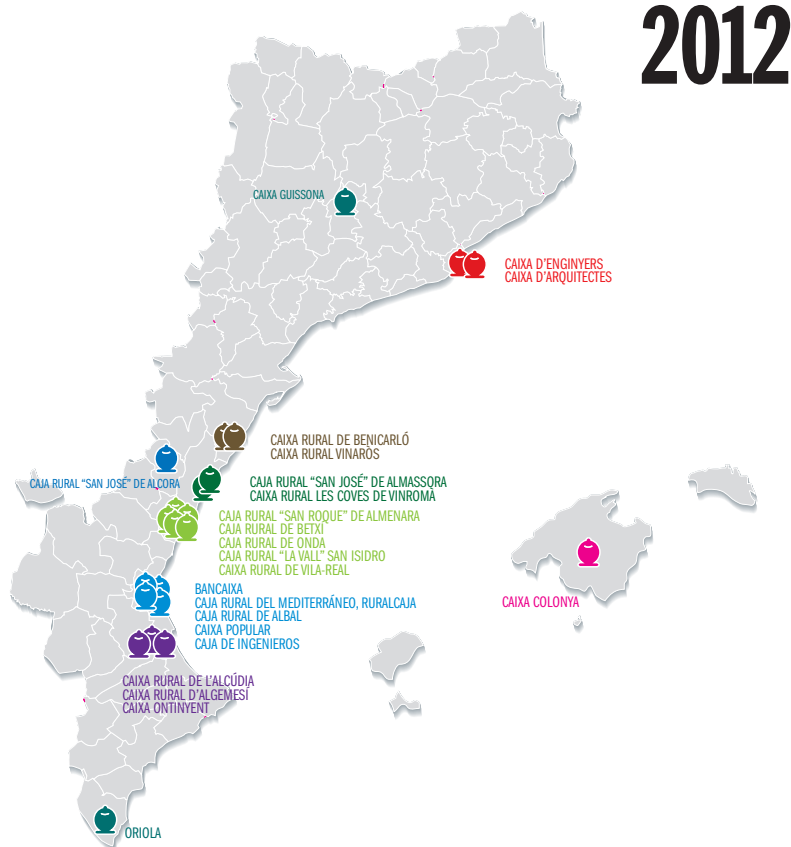 2012
CAIXA GUISSONA
CAIXA D'ENGINYERS
CAIXA D'ARQUITECTES
CAIXA RURAL DE BENICARLÓ
CAIXA RURAL VINARÒS
CAJA RURAL “SAN JOSÉ” DE ALCORA
CAJA RURAL “SAN JOSÉ” DE ALMASSORA
CAIXA RURAL LES COVES DE VINROMÀ
CAJA RURAL “SAN ROQUE” DE ALMENARA
CAJA RURAL DE BETXÍ
CAJA RURAL DE ONDA
CAJA RURAL “LA VALL” SAN ISIDRO
CAIXA RURAL DE VILA-REAL
BANCAIXA
CAJA RURAL DEL MEDITERRÁNEO, RURALCAJA
CAJA RURAL DE ALBAL
CAIXA POPULAR
CAJA DE INGENIEROS
CAIXA COLONYA
CAIXA RURAL DE L'ALCÚDIA
CAIXA RURAL D'ALGEMESÍ
CAIXA ONTINYENT
ORIOLA